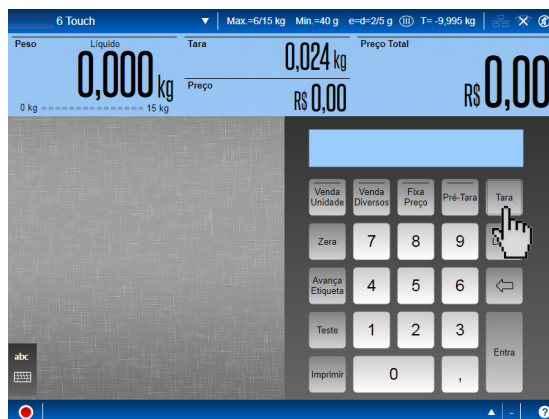 6 Touch
Max.=6/15 kg Min.=40 g e=d=2/5 g III T= -9,995 kg
Peso
Líquido
0,000 kg
0 kg 15 kg
Tara
0,024 kg
Preço
R$ 0,00
Preço Total
R$ 0,00
Venda Unidade
Venda Diversos
Fixa Preço
Pré-Tara
Tara
Zera
7
8
9
Avança Etiqueta
4
5
6
Teste
1
2
3
Entra
Imprimir
0
,
abc
-
?